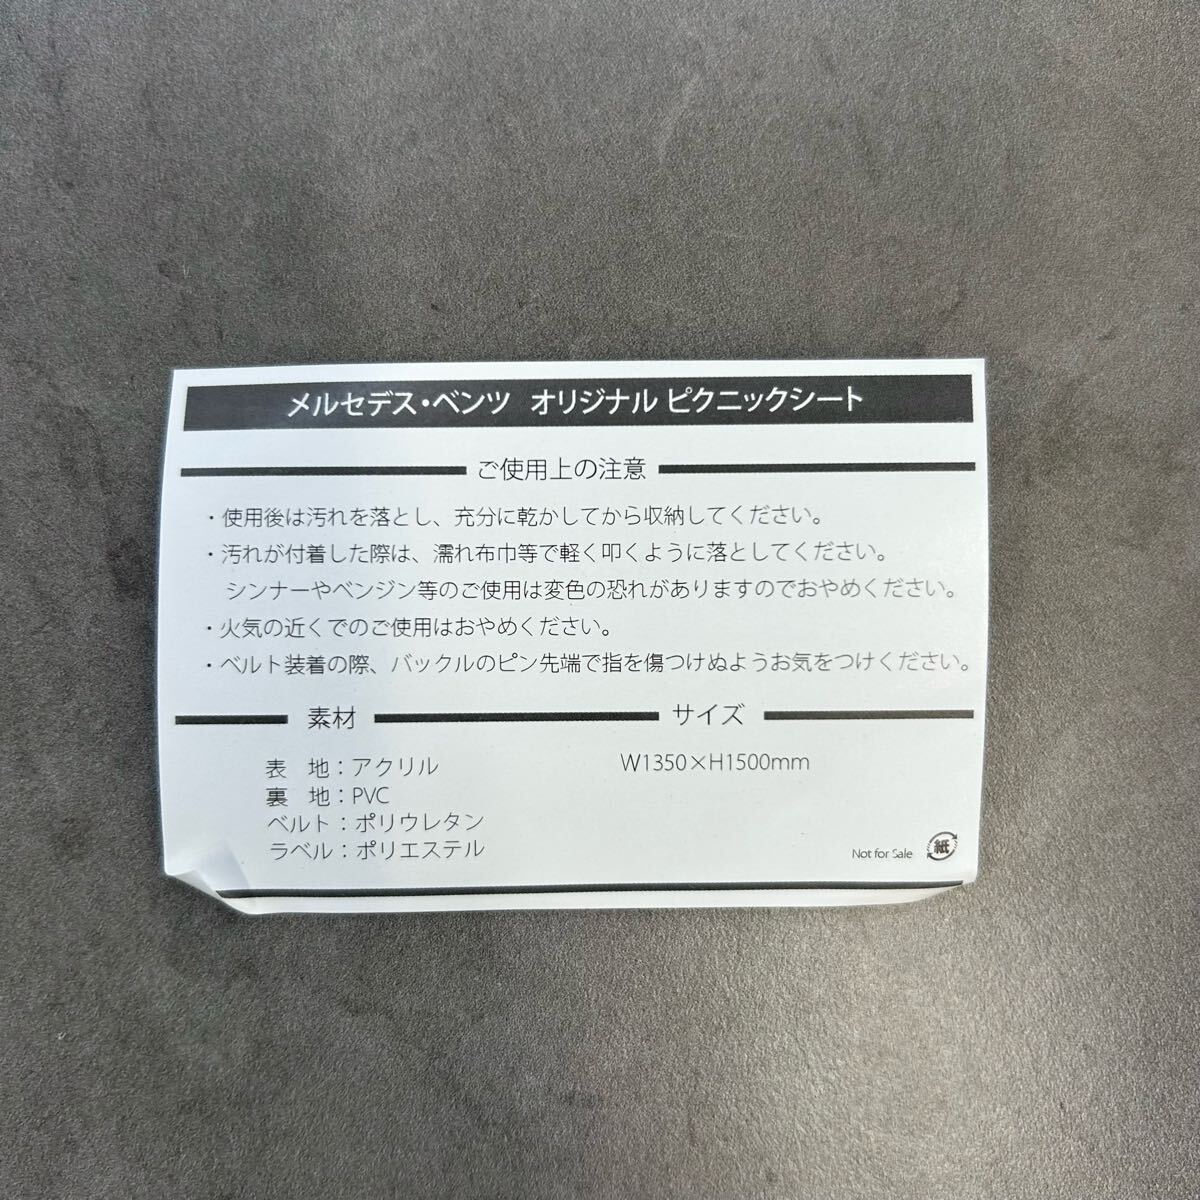 メルセデス・ベンツ オリジナル ピクニックシート
ご使用上の注意
・使用後は汚れを落とし、充分に乾かしてから収納してください。
・汚れが付着した際は、濡れ布巾等で軽く叩くように落としてください。
シンナーやベンジン等のご使用は変色の恐れがありますのでおやめください。
・火気の近くでのご使用はおやめください。
・ベルト装着の際、バックルのピン先端で指を傷つけぬようお気をつけください。
素材
表 地：アクリル
裏 地：PVC
ベルト：ポリウレタン
ラベル：ポリエステル
サイズ
W1350×H1500mm
Not for Sale 紙